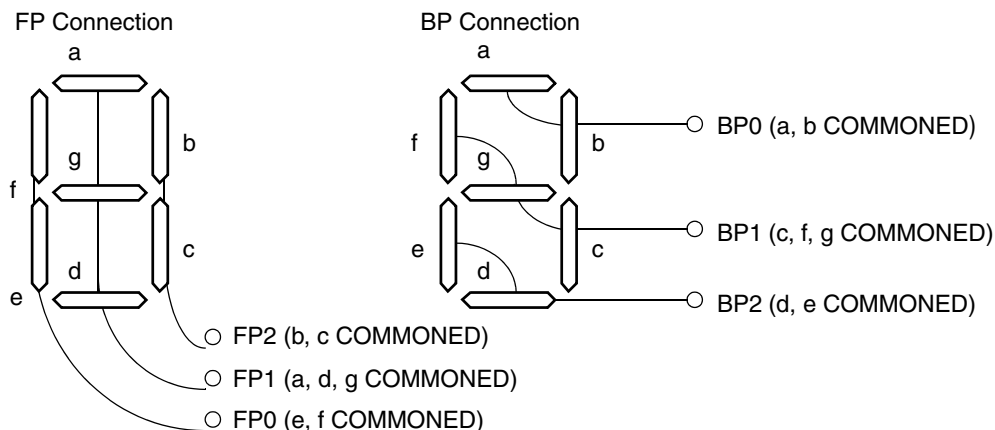 FP Connection
a
b
g
f
c
d
e
FP2 (b, c COMMONED)
FP1 (a, d, g COMMONED)
FP0 (e, f COMMONED)
BP Connection
a
BP0 (a, b COMMONED)
f
b
g
BP1 (c, f, g COMMONED)
e
c
d
BP2 (d, e COMMONED)